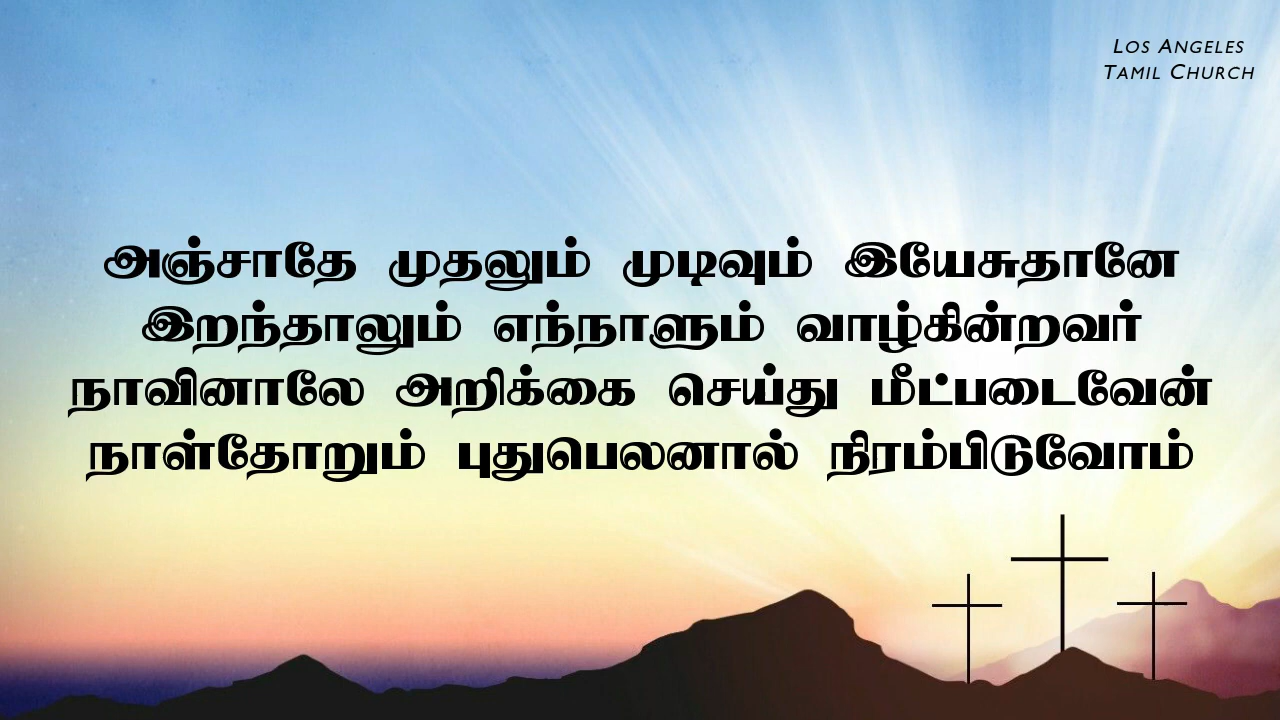 LOS ANGELES
TAMIL CHURCH
அஞ்சாதே முதலும் முடிவும் இயேசுதானே
இறந்தாலும் எந்நாளும் வாழ்கின்றவர்
நாவினாலே அறிக்கை செய்து மீட்படைவேன்
நாள்தோறும் புதுபெலனால் நிரம்பிடுவோம்